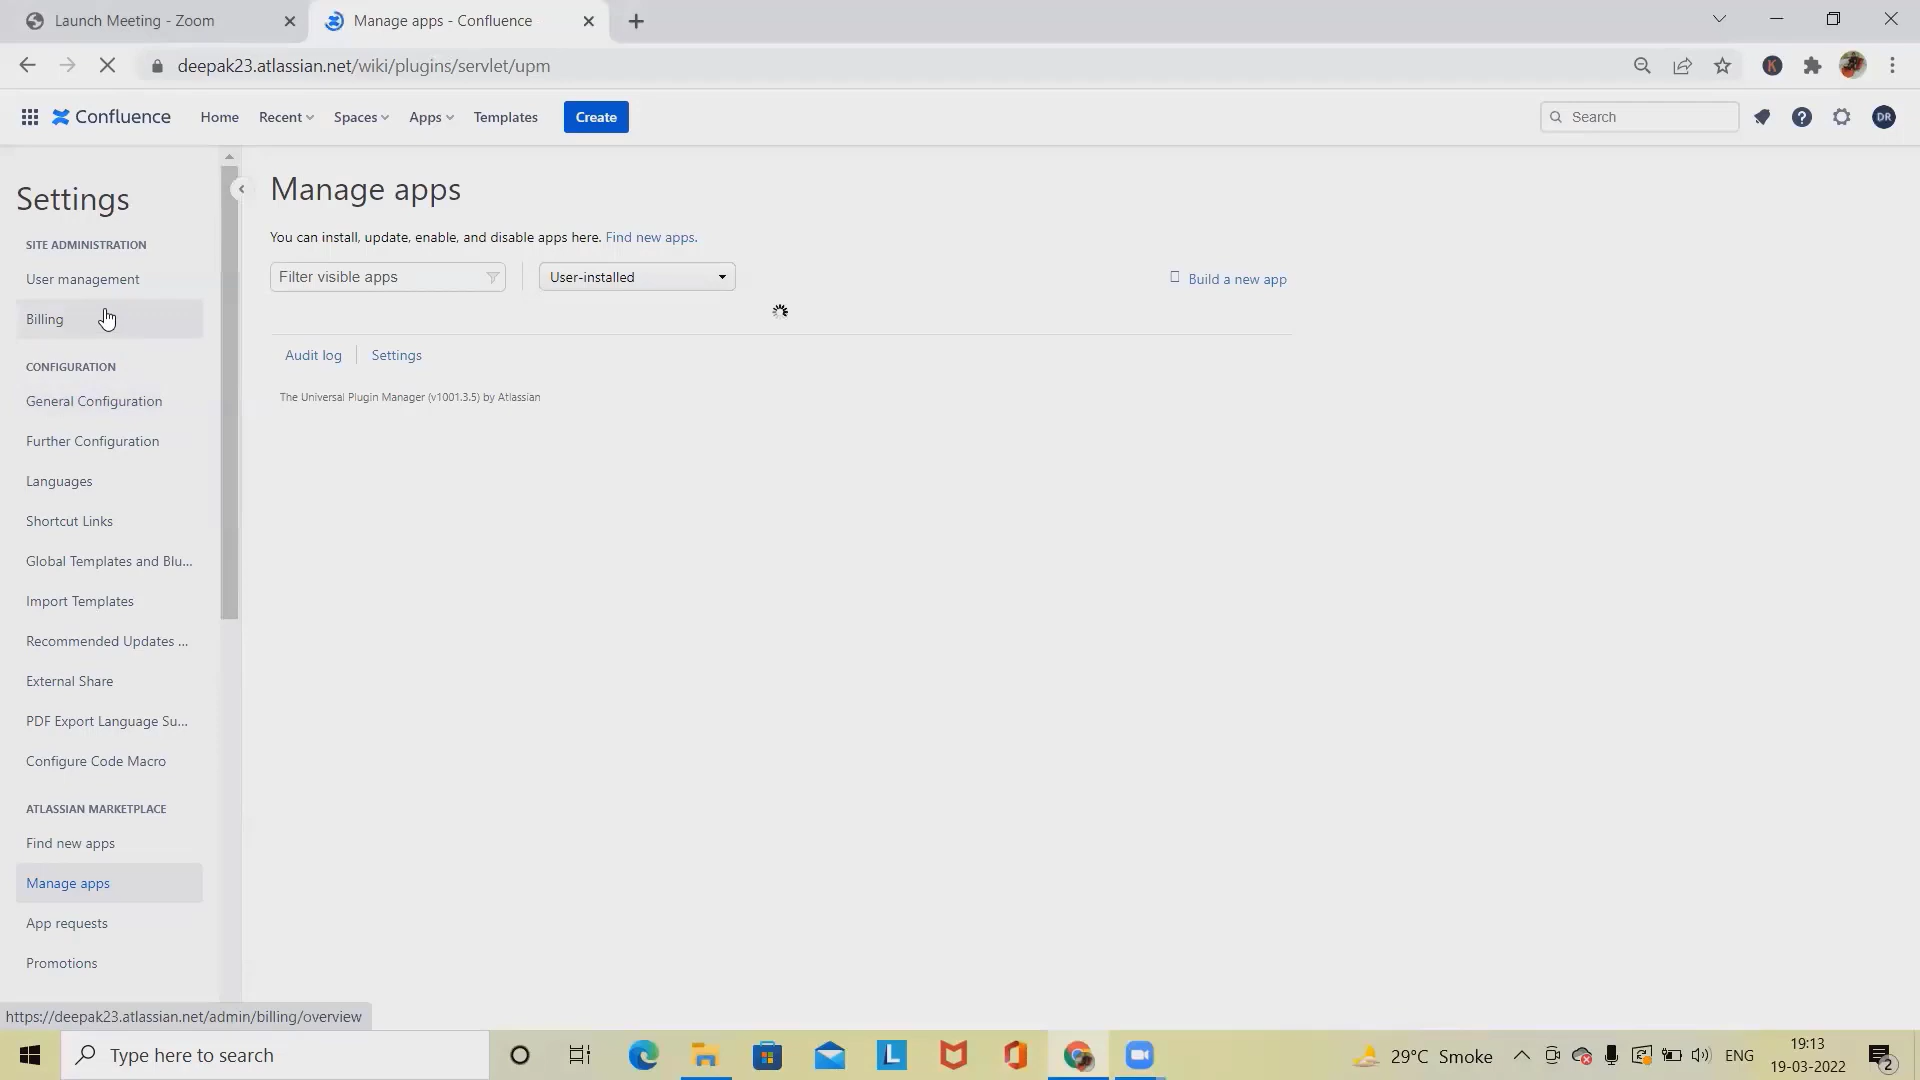 Launch Meeting - Zoom
Manage apps - Confluence
deepak23.atlassian.net/wiki/plugins/servlet/upm
K
Confluence
Home
Recent
Spaces
Apps
Templates
Create
Search
DR
Settings
SITE ADMINISTRATION
User management
Billing
CONFIGURATION
General Configuration
Further Configuration
Languages
Shortcut Links
Global Templates and Blu...
Import Templates
Recommended Updates ...
External Share
PDF Export Language Su...
Configure Code Macro
ATLASSIAN MARKETPLACE
Find new apps
Manage apps
App requests
Promotions
Manage apps
You can install, update, enable, and disable apps here. Find new apps.
Filter visible apps
User-installed
Build a new app
Audit log
Settings
The Universal Plugin Manager (v1001.3.5) by Atlassian
https://deepak23.atlassian.net/admin/billing/overview
Type here to search
L
29°C Smoke
ENG
19:13
19-03-2022
2